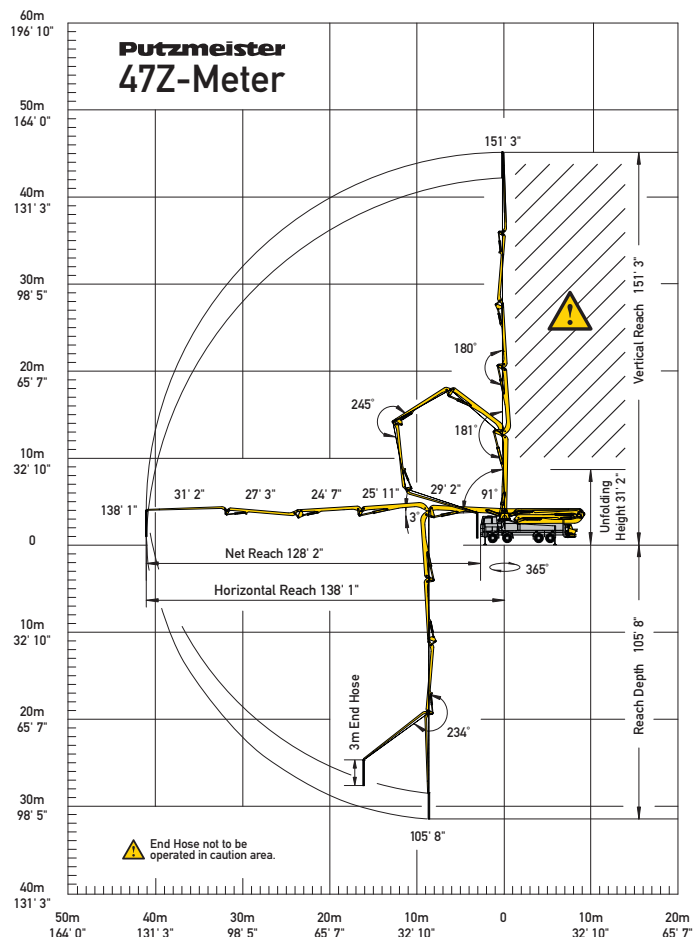 60m
196' 10"
Putzmeister
47Z-Meter
50m
164' 0"
151' 3"
40m
131' 3"
30m
98' 5"
Vertical Reach 151' 3"
180°
20m
65' 7"
245°
181°
10m
32' 10"
31' 2"
27' 3"
24' 7"
25' 11"
29' 2"
91°
Unfolding
Height 31' 2"
138' 1"
3°
0
Net Reach 128' 2"
365°
Horizontal Reach 138' 1"
10m
32' 10"
Reach Depth 105' 8"
20m
65' 7"
3m End Hose
234°
30m
98' 5"
105' 8"
End Hose not to be
operated in caution area.
40m
131' 3"
50m 40m 30m 20m 10m 0 10m 20m
164' 0" 131' 3" 98' 5" 65' 7" 32' 10" 32' 10" 65' 7"